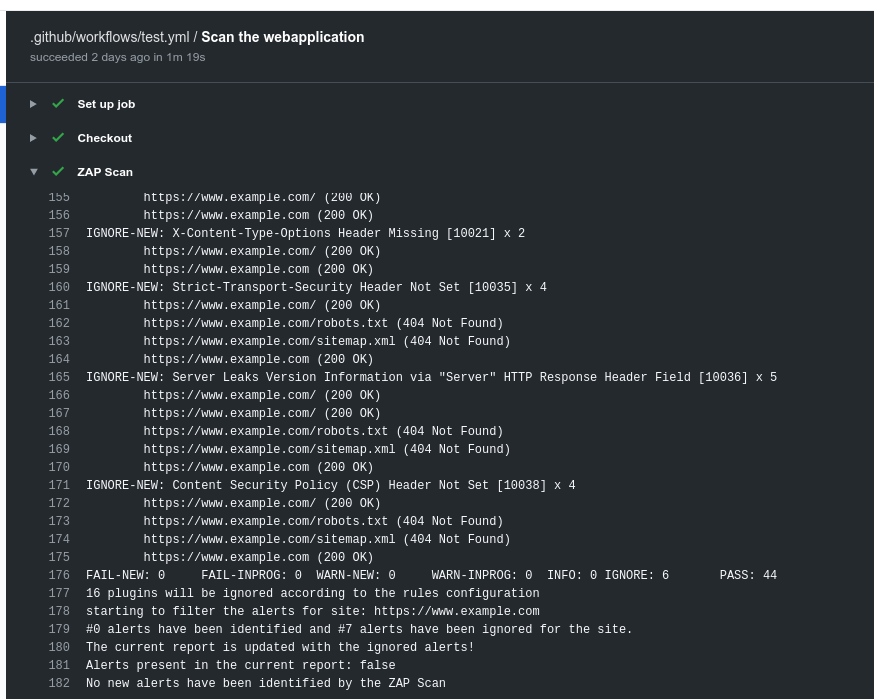 .github/workflows/test.yml / Scan the webapplication
succeeded 2 days ago in 1m 19s
Set up job
Checkout
ZAP Scan
155 https://www.example.com/ (200 OK)
156 https://www.example.com (200 OK)
157 IGNORE-NEW: X-Content-Type-Options Header Missing [10021] x 2
158 https://www.example.com/ (200 OK)
159 https://www.example.com (200 OK)
160 IGNORE-NEW: Strict-Transport-Security Header Not Set [10035] x 4
161 https://www.example.com/ (200 OK)
162 https://www.example.com/robots.txt (404 Not Found)
163 https://www.example.com/sitemap.xml (404 Not Found)
164 https://www.example.com (200 OK)
165 IGNORE-NEW: Server Leaks Version Information via "Server" HTTP Response Header Field [10036] x 5
166 https://www.example.com/ (200 OK)
167 https://www.example.com/ (200 OK)
168 https://www.example.com/robots.txt (404 Not Found)
169 https://www.example.com/sitemap.xml (404 Not Found)
170 https://www.example.com (200 OK)
171 IGNORE-NEW: Content Security Policy (CSP) Header Not Set [10038] x 4
172 https://www.example.com/ (200 OK)
173 https://www.example.com/robots.txt (404 Not Found)
174 https://www.example.com/sitemap.xml (404 Not Found)
175 https://www.example.com (200 OK)
176 FAIL-NEW: 0 FAIL-INPROG: 0 WARN-NEW: 0 WARN-INPROG: 0 INFO: 0 IGNORE: 6 PASS: 44
177 16 plugins will be ignored according to the rules configuration
178 starting to filter the alerts for site: https://www.example.com
179 #0 alerts have been identified and #7 alerts have been ignored for the site.
180 The current report is updated with the ignored alerts!
181 Alerts present in the current report: false
182 No new alerts have been identified by the ZAP Scan